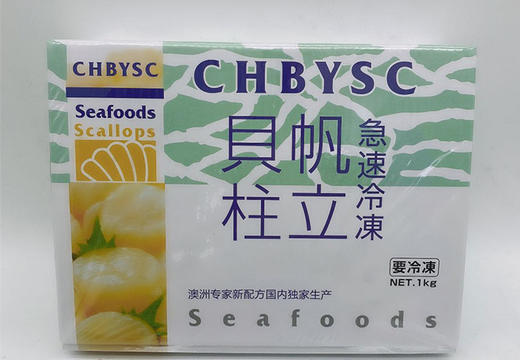 CHBYSC
Seafoods
Scallops
CHBYSC
急速冷凍
帆立
貝柱
要冷凍
NET.1kg
澳洲专家新配方国内独家生产
Seafoods